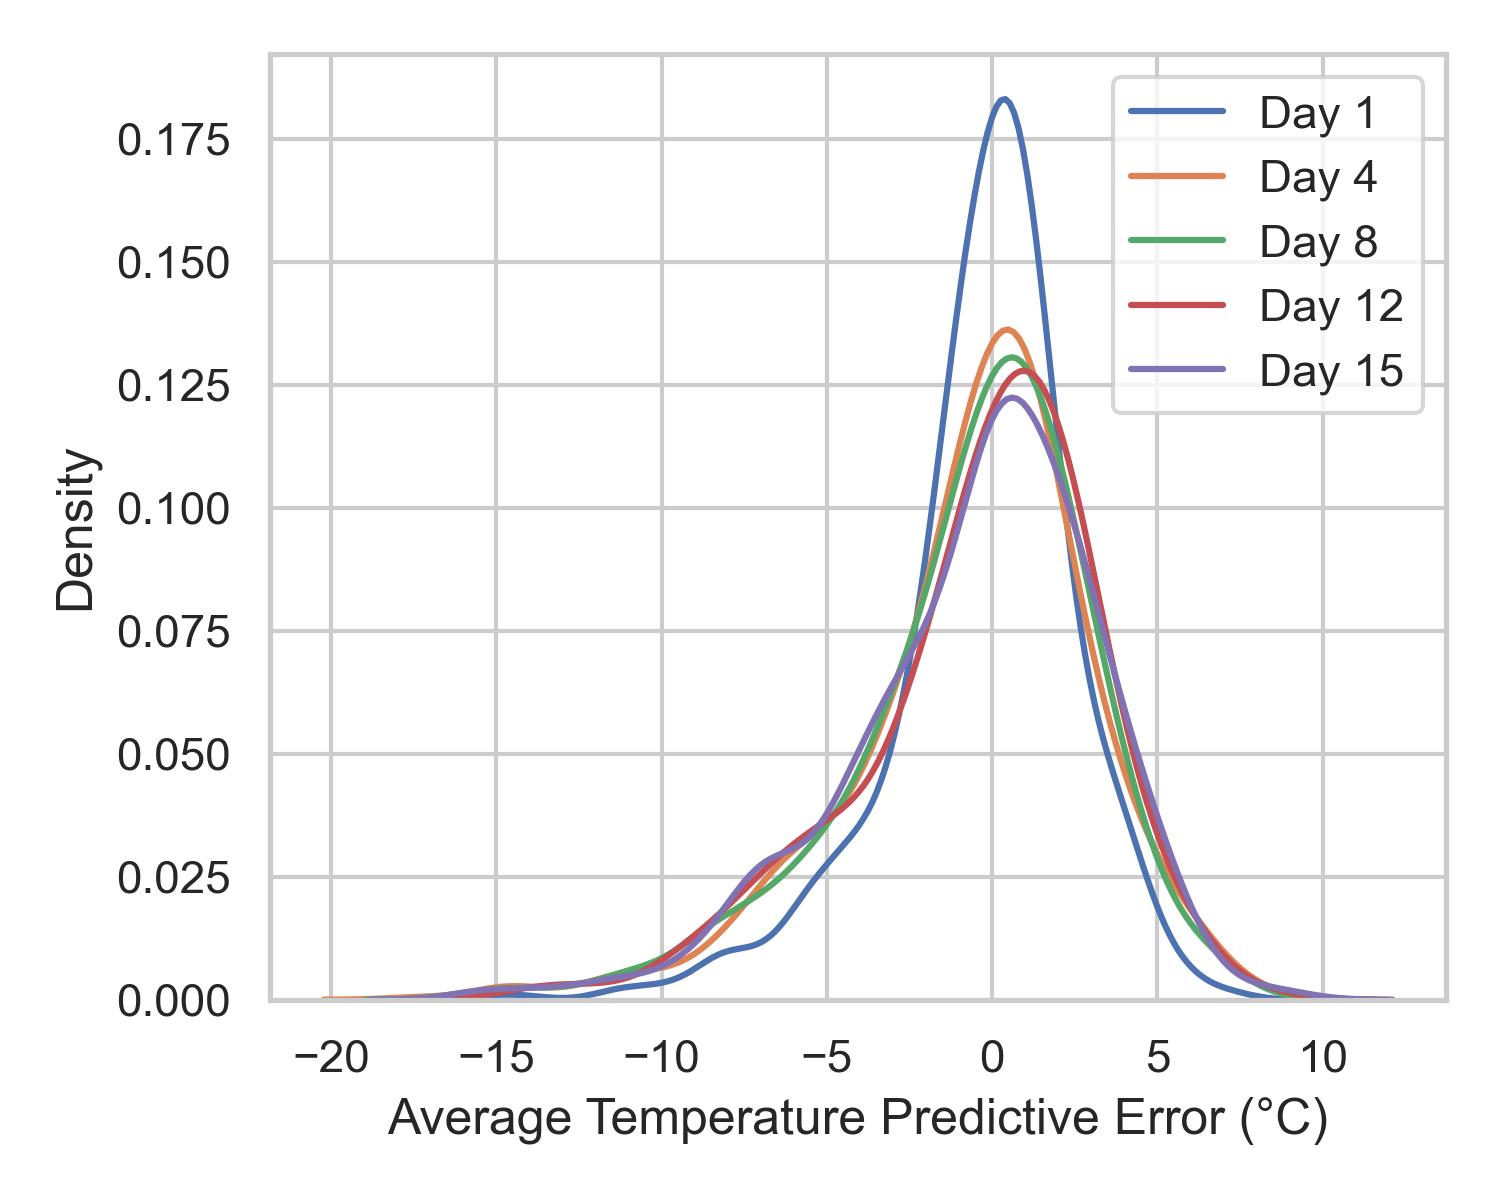 Day 1
Day 4
Day 8
Day 12
Day 15
0.175
0.150
0.125
0.100
0.075
0.050
0.025
0.000
Density
−20 −15 −10 −5 0 5 10
Average Temperature Predictive Error (°C)